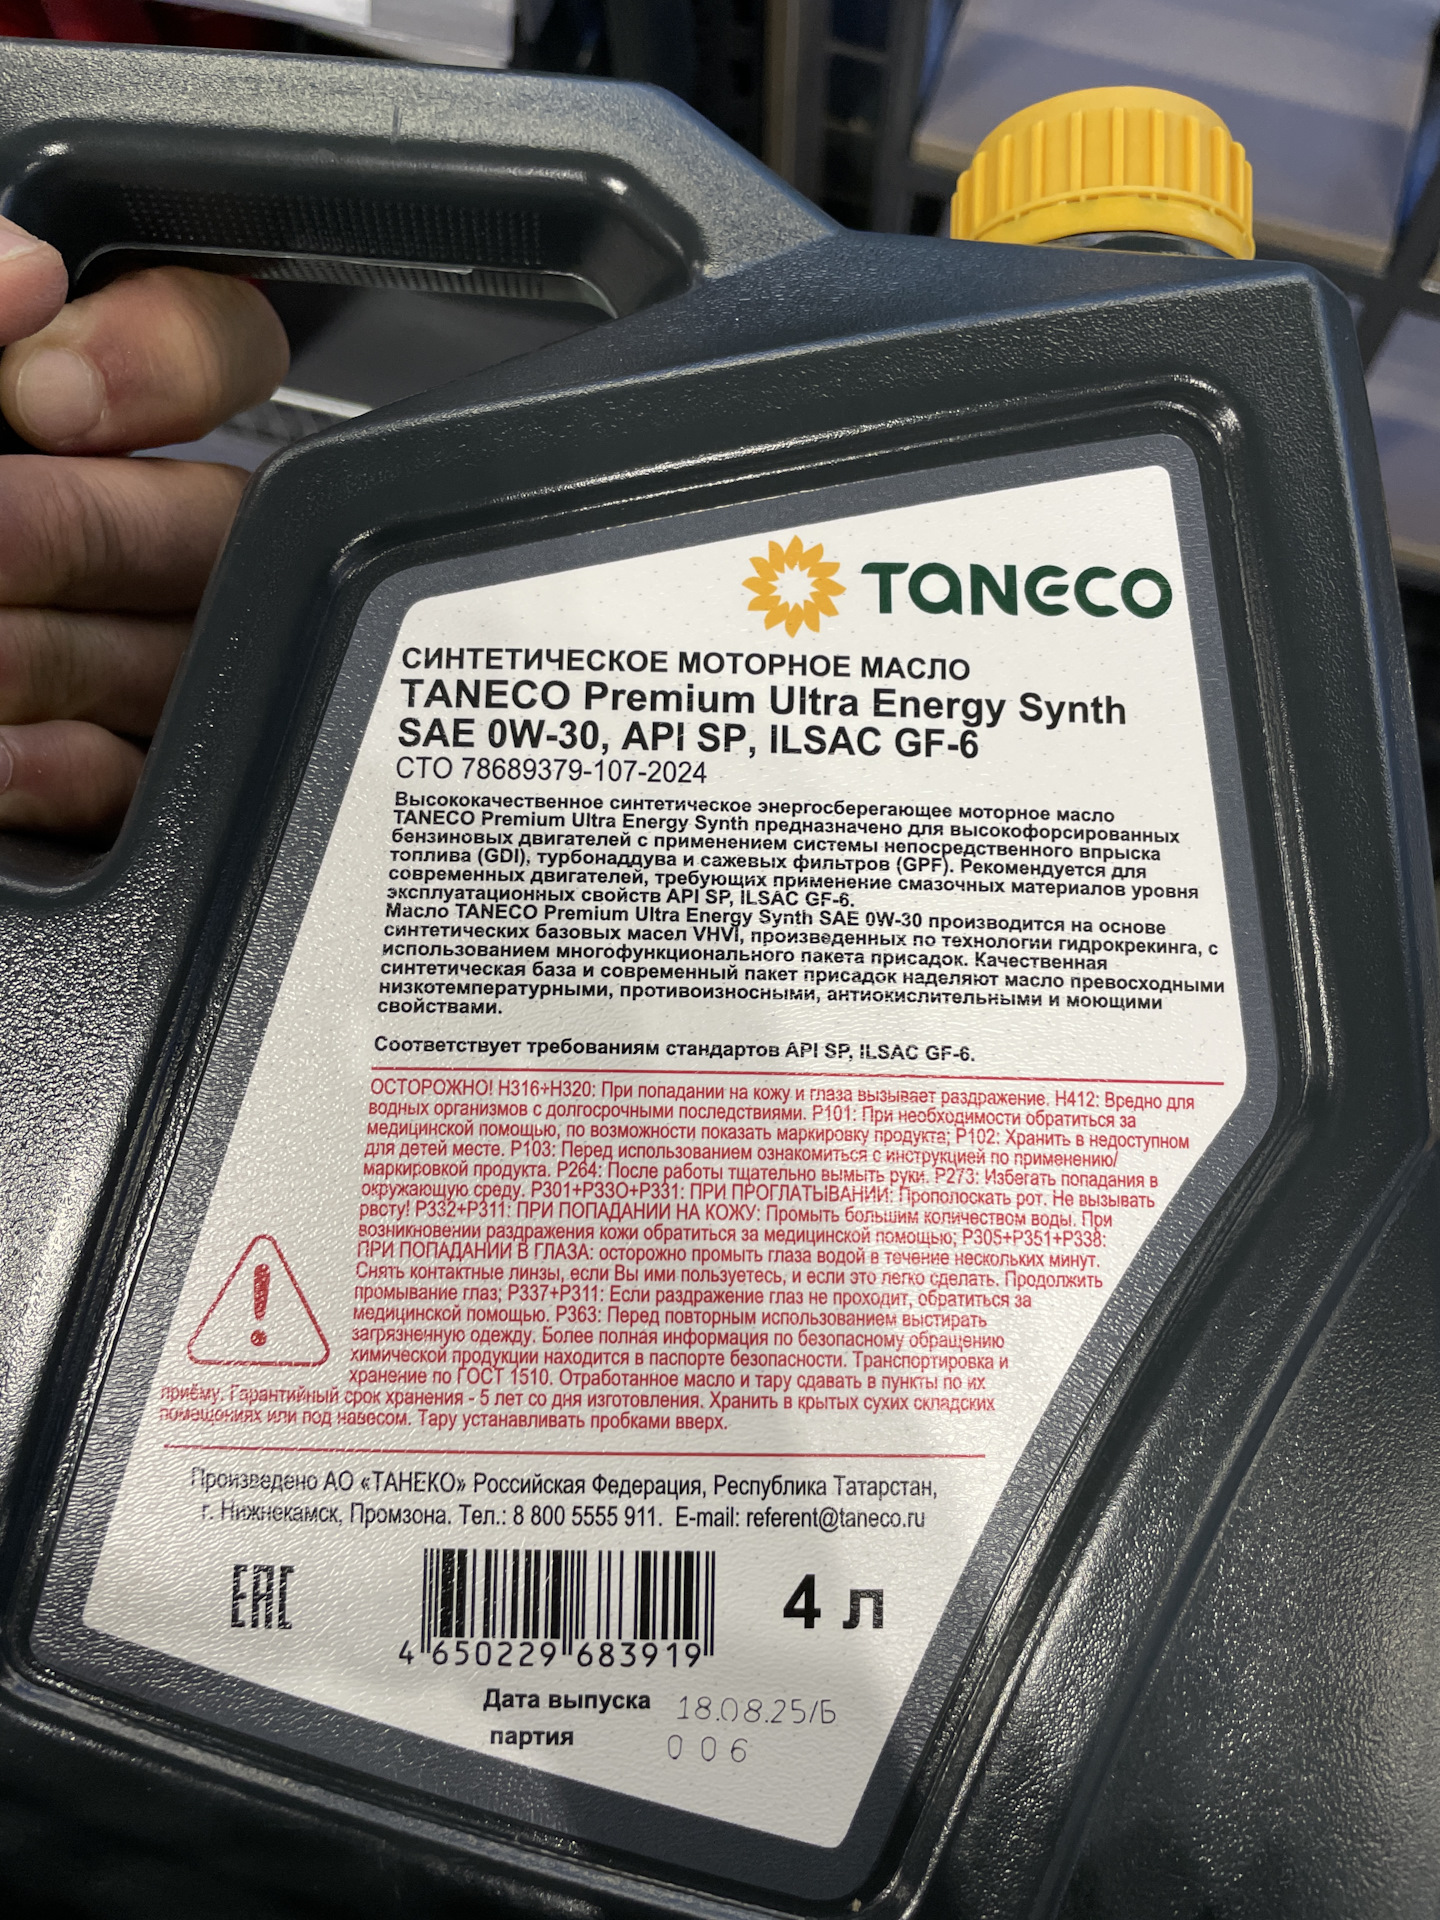 TANECO
СИНТЕТИЧЕСКОЕ МОТОРНОЕ МАСЛО
TANECO Premium Ultra Energy Synth
SAE 0W-30, API SP, ILSAC GF-6
СТО 78689379-107-2024
Высококачественное синтетическое энергосберегающее моторное масло
TANECO Premium Ultra Energy Synth предназначено для высокофорсированных
бензиновых двигателей с применением системы непосредственного впрыска
топлива (GDI), турбонаддува и сажевых фильтров (GPF). Рекомендуется для
современных двигателей, требующих применение смазочных материалов уровня
эксплуатационных свойств API SP, ILSAC GF-6.
Масло TANECO Premium Ultra Energy Synth SAE 0W-30 производится на основе
синтетических базовых масел VHVI, произведенных по технологии гидрокрекинга, с
использованием многофункционального пакета присадок. Качественная
синтетическая база и современный пакет присадок наделяют масло превосходными
низкотемпературными, противоизносными, антиокислительными и моющими
свойствами.
Соответствует требованиям стандартов API SP, ILSAC GF-6.
ОСТОРОЖНО! H316+H320: При попадании на кожу и глаза вызывает раздражение. H412: Вредно для
водных организмов с долгосрочными последствиями. P101: При необходимости обратиться за
медицинской помощью, по возможности показать маркировку продукта; P102: Хранить в недоступном
для детей месте. P103: Перед использованием ознакомиться с инструкцией по применению/
маркировкой продукта. P264: После работы тщательно вымыть руки. P273: Избегать попадания в
окружающую среду. P301+P33O+P331: ПРИ ПРОГЛАТЫВАНИИ: Прополоскать рот. Не вызывать
рвоту! P332+P311: ПРИ ПОПАДАНИИ НА КОЖУ: Промыть большим количеством воды. При
возникновении раздражения кожи обратиться за медицинской помощью; P305+P351+P338:
ПРИ ПОПАДАНИИ В ГЛАЗА: осторожно промыть глаза водой в течение нескольких минут.
Снять контактные линзы, если Вы ими пользуетесь, и если это легко сделать. Продолжить
промывание глаз; P337+P311: Если раздражение глаз не проходит, обратиться за
медицинской помощью. P363: Перед повторным использованием выстирать
загрязненную одежду. Более полная информация по безопасному обращению
химической продукции находится в паспорте безопасности. Транспортировка и
хранение по ГОСТ 1510. Отработанное масло и тару сдавать в пункты по их
приёму. Гарантийный срок хранения - 5 лет со дня изготовления. Хранить в крытых сухих складских
помещениях или под навесом. Тару устанавливать пробками вверх.
Произведено АО «ТАНЕКО» Российская Федерация, Республика Татарстан,
г. Нижнекамск, Промзона. Тел.: 8 800 5555 911. E-mail: referent@taneco.ru
EAC
4 л
4 650229 683919
Дата выпуска 18.08.25/Б
партия 006